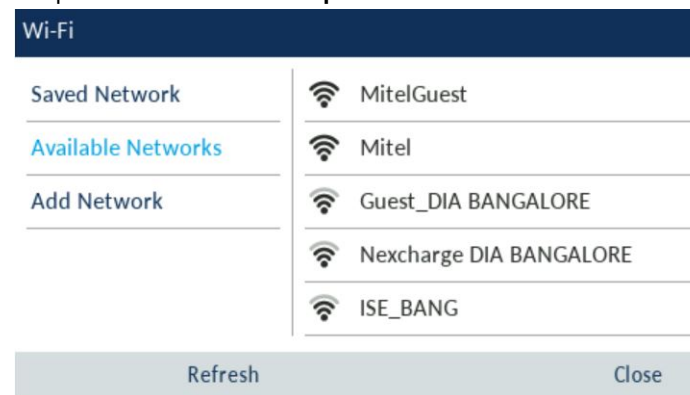 Wi-Fi
Saved Network
Available Networks
Add Network
MitelGuest
Mitel
Guest_DIA BANGALORE
Nexcharge DIA BANGALORE
ISE_BANG
Refresh
Close